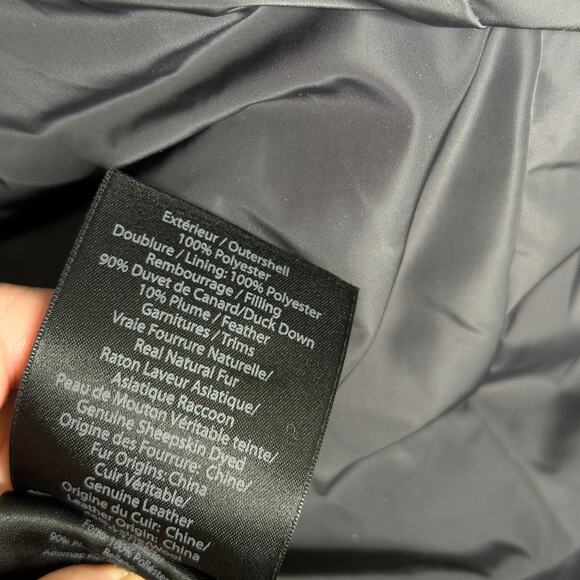 Extérieur / Outershell
100% Polyester
Doublure / Lining: 100% Polyester
Rembourrage / Filling
90% Duvet de Canard/Duck Down
10% Plume / Feather
Garnitures / Trims
Vraie Fourrure Naturelle/
Real Natural Fur
Raton Laveur Asiatique/
Asiatique Raccoon
Peau de Mouton Véritable teinte/
Genuine Sheepskin Dyed
Origine des Fourrure: Chine/
Fur Origins: China
Cuir Véritable/
Genuine Leather
Origine du Cuir: Chine/
Leather Origin: China
100% Poliéster
90%